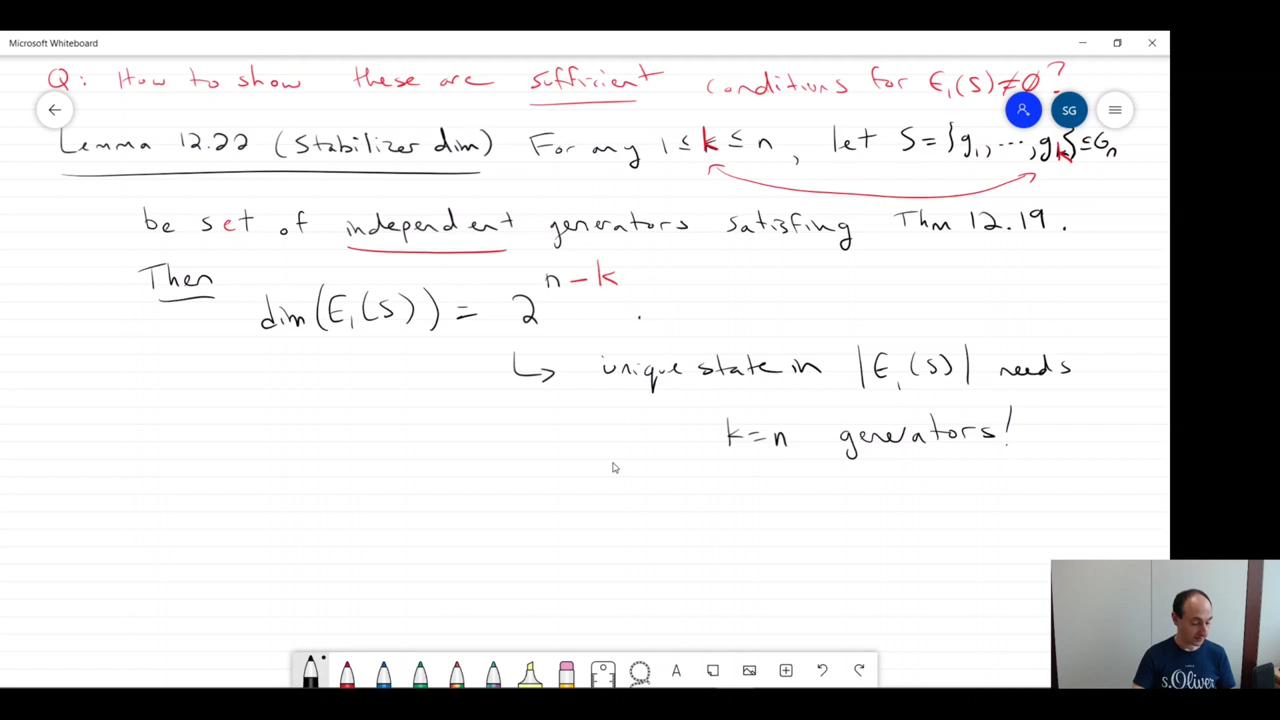 Microsoft Whiteboard
Q: How to show these are sufficient conditions for E₁(S)≠∅?
SG
Lemma 12.22 (Stabilizer dim) For any 1 ≤ k ≤ n, let S={g₁,...,gk}⊆Gn
be set of independent generators satisfing Thm 12.19.
Then
dim(E₁(S)) = 2^{n-k}.
↳ unique state in |E₁(S)| needs
k=n generators!
A
s.Oliver